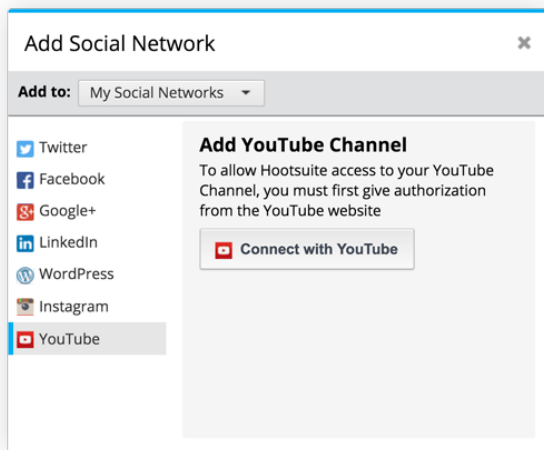 Add Social Network
Add to: My Social Networks
Twitter
Facebook
Google+
LinkedIn
WordPress
Instagram
YouTube
Add YouTube Channel
To allow Hootsuite access to your YouTube
Channel, you must first give authorization
from the YouTube website
Connect with YouTube